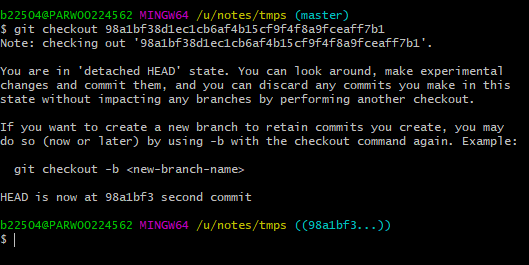 b22504@PARWOO224562 MINGW64 /u/notes/tmps (master)
$ git checkout 98a1bf38d1ec1cb6af4b15cf9f4f8a9fceaff7b1
Note: checking out '98a1bf38d1ec1cb6af4b15cf9f4f8a9fceaff7b1'.
You are in 'detached HEAD' state. You can look around, make experimental
changes and commit them, and you can discard any commits you make in this
state without impacting any branches by performing another checkout.
If you want to create a new branch to retain commits you create, you may
do so (now or later) by using -b with the checkout command again. Example:
git checkout -b <new-branch-name>
HEAD is now at 98a1bf3 second commit
b22504@PARWOO224562 MINGW64 /u/notes/tmps ((98a1bf3...))
$